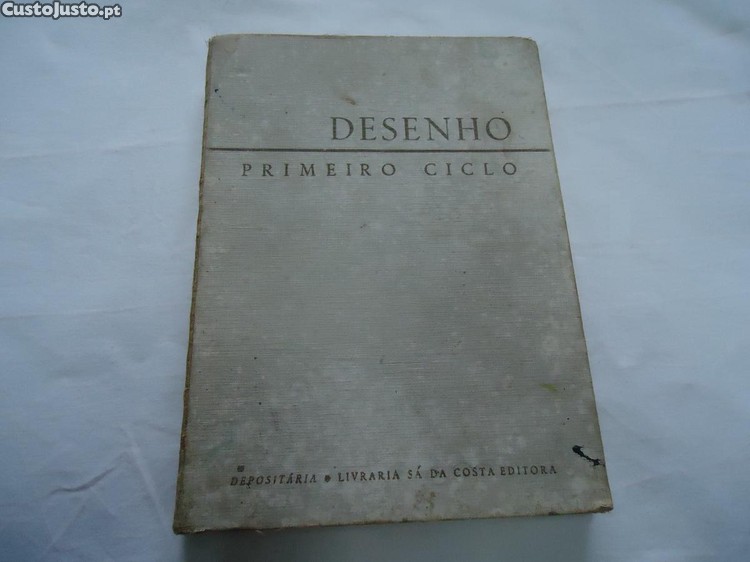 CustoJusto.pt
DESENHO
PRIMEIRO CICLO
DEPOSITÁRIA • LIVRARIA SÁ DA COSTA EDITORA